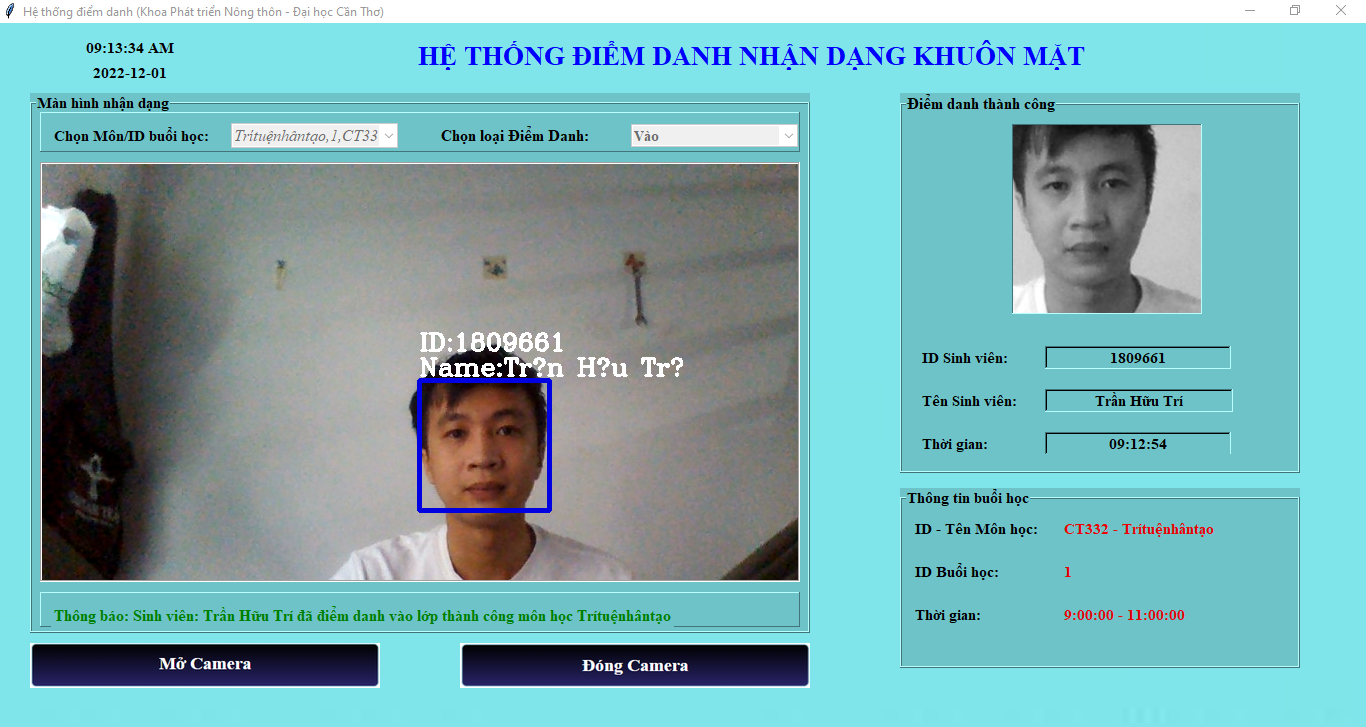 Hệ thống điểm danh (Khoa Phát triển Nông thôn - Đại học Cần Thơ)
09:13:34 AM
2022-12-01
HỆ THỐNG ĐIỂM DANH NHẬN DẠNG KHUÔN MẶT
Màn hình nhận dạng
Chọn Môn/ID buổi học:
Trítuệnhântạo,1,CT33
Chọn loại Điểm Danh:
Vào
ID:1809661
Name:Tr?n H?u Tr?
Thông báo: Sinh viên: Trần Hữu Trí đã điểm danh vào lớp thành công môn học Trítuệnhântạo
Mở Camera
Đóng Camera
Điểm danh thành công
ID Sinh viên: 1809661
Tên Sinh viên: Trần Hữu Trí
Thời gian: 09:12:54
Thông tin buổi học
ID - Tên Môn học: CT332 - Trítuệnhântạo
ID Buổi học: 1
Thời gian: 9:00:00 - 11:00:00